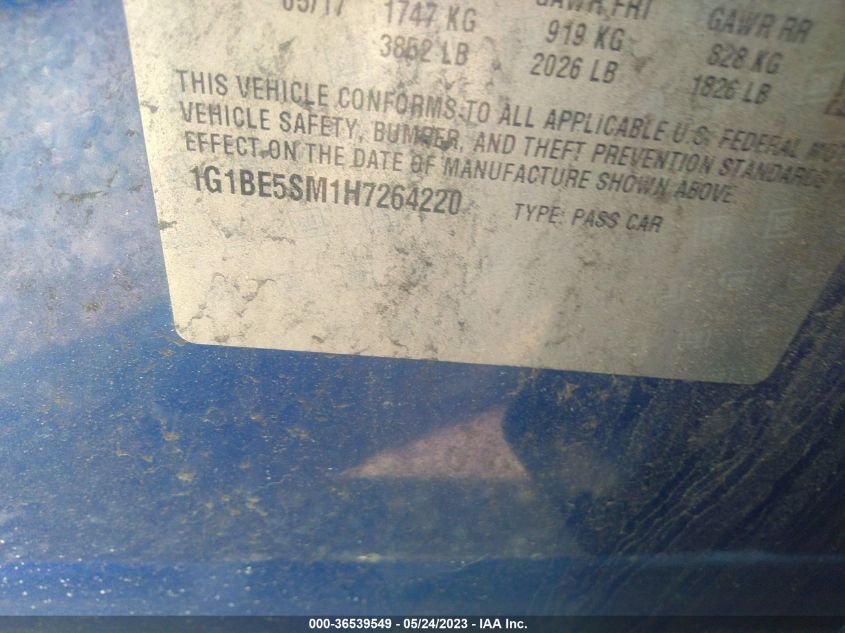 05/17 1747 KG GAWR FRT GAWR RR
3852 LB 919 KG 828 KG
2026 LB 1826 LB
THIS VEHICLE CONFORMS TO ALL APPLICABLE U.S. FEDERAL
VEHICLE SAFETY, BUMPER, AND THEFT PREVENTION STANDARDS
EFFECT ON THE DATE OF MANUFACTURE SHOWN ABOVE
1G1BE5SM1H7264220 TYPE: PASS CAR
000-36539549 - 05/24/2023 - IAA Inc.